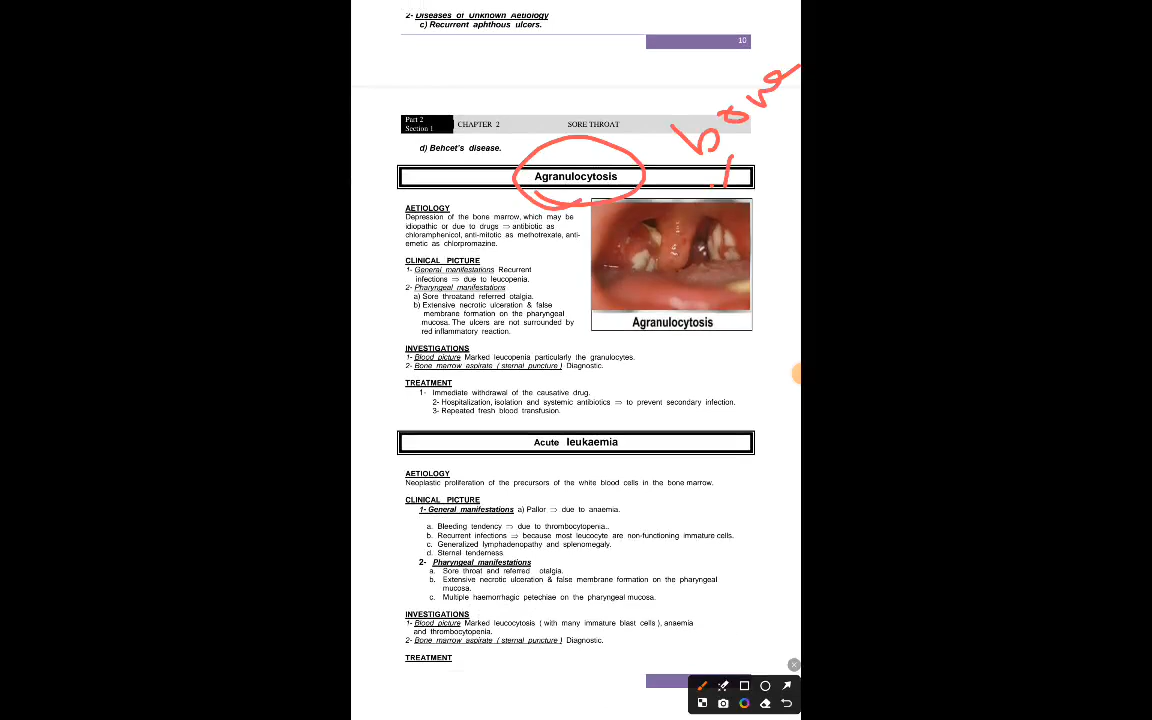 2- Diseases of Unknown Aetiology
c) Recurrent aphthous ulcers.
10
Part 2
Section 1
CHAPTER 2 SORE THROAT
d) Behcet's disease.
Agranulocytosis
AETIOLOGY
Depression of the bone marrow, which may be
idiopathic or due to drugs ⇒ antibiotic as
chloramphenicol, anti-mitotic as methotrexate, anti-
emetic as chlorpromazine.
CLINICAL PICTURE
1- General manifestations Recurrent
infections ⇒ due to leucopenia.
2- Pharyngeal manifestations
a) Sore throatand referred otalgia.
b) Extensive necrotic ulceration & false
membrane formation on the pharyngeal
mucosa. The ulcers are not surrounded by
red inflammatory reaction.
Agranulocytosis
INVESTIGATIONS
1- Blood picture Marked leucopenia particularly the granulocytes.
2- Bone marrow aspirate ( sternal puncture ) Diagnostic.
TREATMENT
1- Immediate withdrawal of the causative drug.
2- Hospitalization, isolation and systemic antibiotics ⇒ to prevent secondary infection.
3- Repeated fresh blood transfusion.
Acute leukaemia
AETIOLOGY
Neoplastic proliferation of the precursors of the white blood cells in the bone marrow.
CLINICAL PICTURE
1- General manifestations a) Pallor ⇒ due to anaemia.
a. Bleeding tendency ⇒ due to thrombocytopenia..
b. Recurrent infections ⇒ because most leucocyte are non-functioning immature cells.
c. Generalized lymphadenopathy and splenomegaly.
d. Sternal tenderness
2- Pharyngeal manifestations
a. Sore throat and referred otalgia.
b. Extensive necrotic ulceration & false membrane formation on the pharyngeal
mucosa.
c. Multiple haemorrhagic petechiae on the pharyngeal mucosa.
INVESTIGATIONS
1- Blood picture Marked leucocytosis ( with many immature blast cells ), anaemia
and thrombocytopenia.
2- Bone marrow aspirate ( sternal puncture ) Diagnostic.
TREATMENT